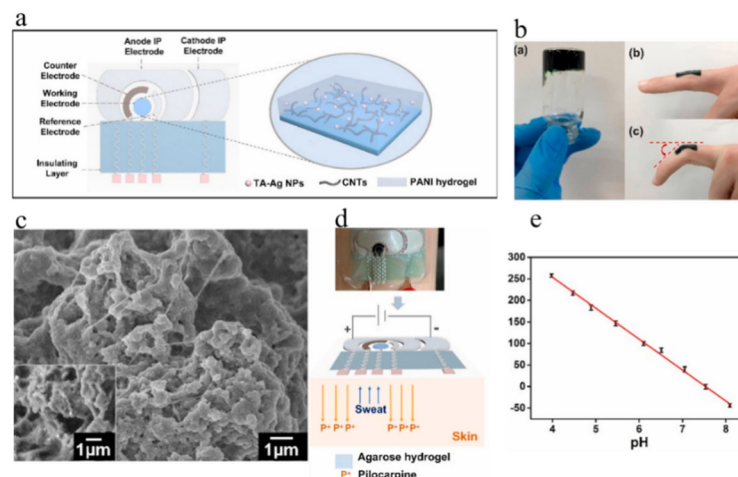 a
Anode IP
Electrode
Cathode IP
Electrode
Counter
Electrode
Working
Electrode
Reference
Electrode
Insulating
Layer
TA-Ag NPs
CNTs
PANI hydrogel
b
(a)
(b)
(c)
c
1μm
1μm
d
+
-
Sweat
P⁺ P⁺ P⁺
P⁺ P⁺ P⁺
Skin
Agarose hydrogel
P⁺ Pilocarpine
e
300
250
200
150
100
50
0
-50
4 5 6 7 8
pH